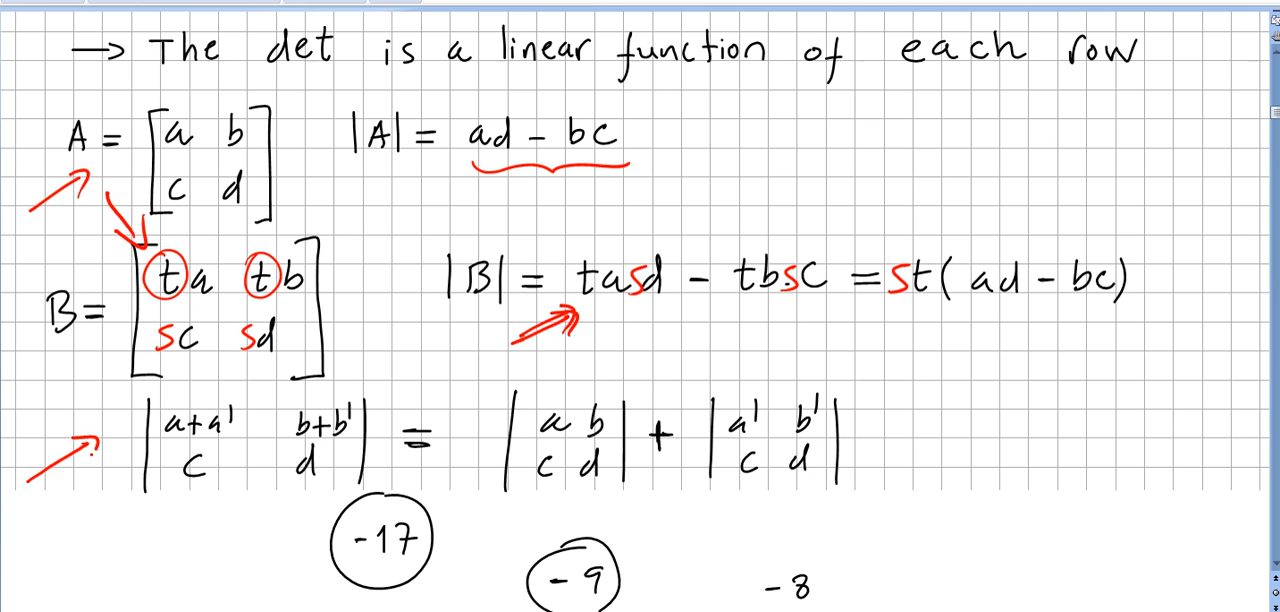 → The det is a linear function of each row
A = [a b
c d] |A| = ad - bc
B = [ta tb
sc sd] |B| = tasd - tbsc = st(ad - bc)
|a+a' b+b'
c d| = |a b
c d| + |a' b'
c d|
-17
-9 -8